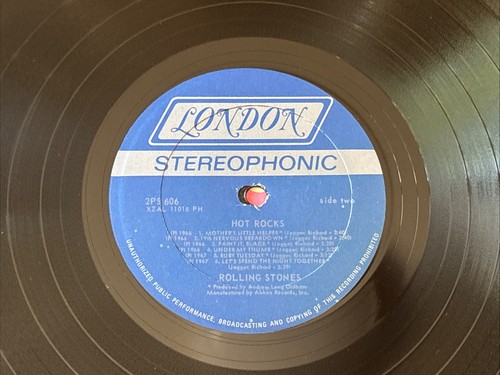 LONDON
STEREOPHONIC
2PS 606 side two
XZAL 11016 PH
HOT ROCKS
℗ 1966 - 1. MOTHER'S LITTLE HELPER* (Jagger, Richard) 2:40
℗ 1966 - 2. 19th NERVOUS BREAKDOWN* (Jagger, Richard)
℗ 1966 - 3. PAINT IT, BLACK* (Jagger, Richard) 3:20
℗ 1966 - 4. UNDER MY THUMB* (Jagger, Richard) 3:20
℗ 1967 - 5. RUBY TUESDAY* (Jagger, Richard) 3:12
℗ 1967 - 6. LET'S SPEND THE NIGHT TOGETHER*
(Jagger, Richard)
ROLLING STONES
* Produced by Andrew Loog Oldham
Manufactured by Abkco Records, Inc.
UNAUTHORIZED PUBLIC PERFORMANCE, BROADCASTING AND COPYING OF THIS RECORDING PROHIBITED